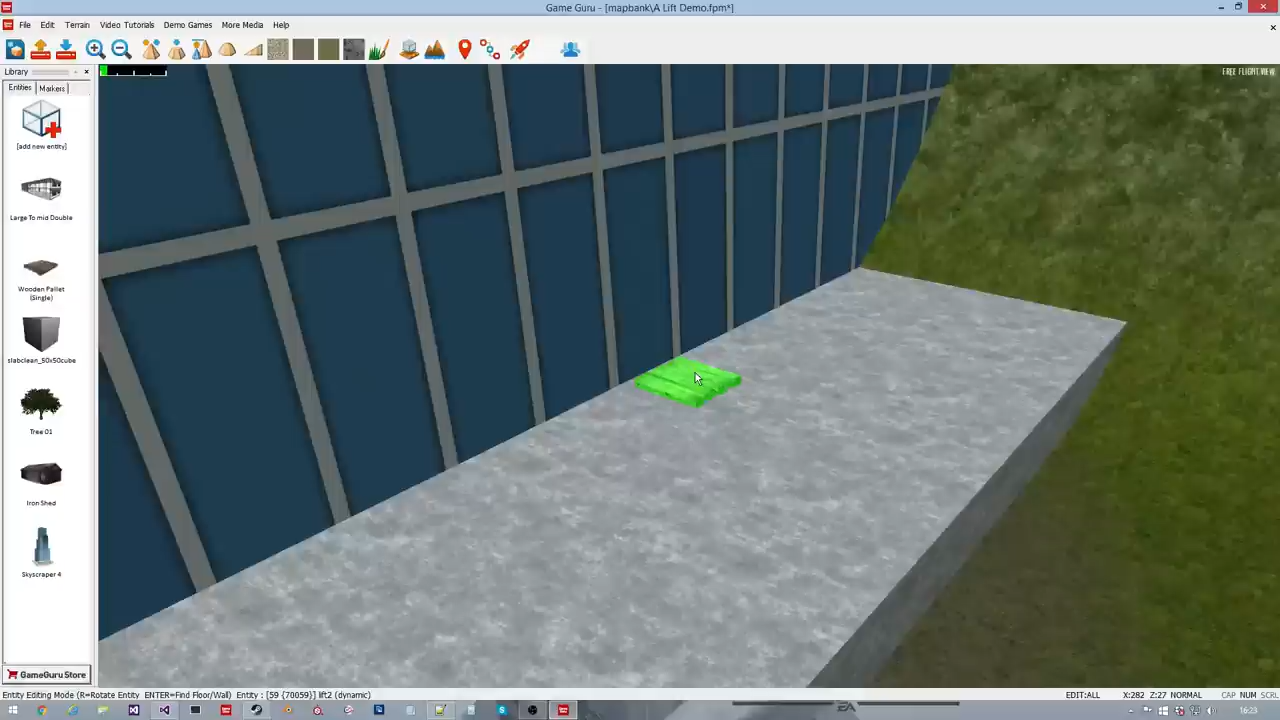 Game Guru - [mapbank\A Lift Demo.fpm*]
File Edit Terrain Video Tutorials Demo Games More Media Help
Library
Entities Markers
FREE FLIGHT VIEW
[add new entity]
Large To mid Double
Wooden Pallet
(Single)
slabclean_50x50cube
Tree 01
Iron Shed
Skyscraper 4
GameGuru Store
Entity Editing Mode (R=Rotate Entity ENTER=Find Floor/Wall) Entity : [59 {70059}] lift2 (dynamic) EDIT:ALL X:282 Z:27 NORMAL CAP NUM SCRL
EA
16:23